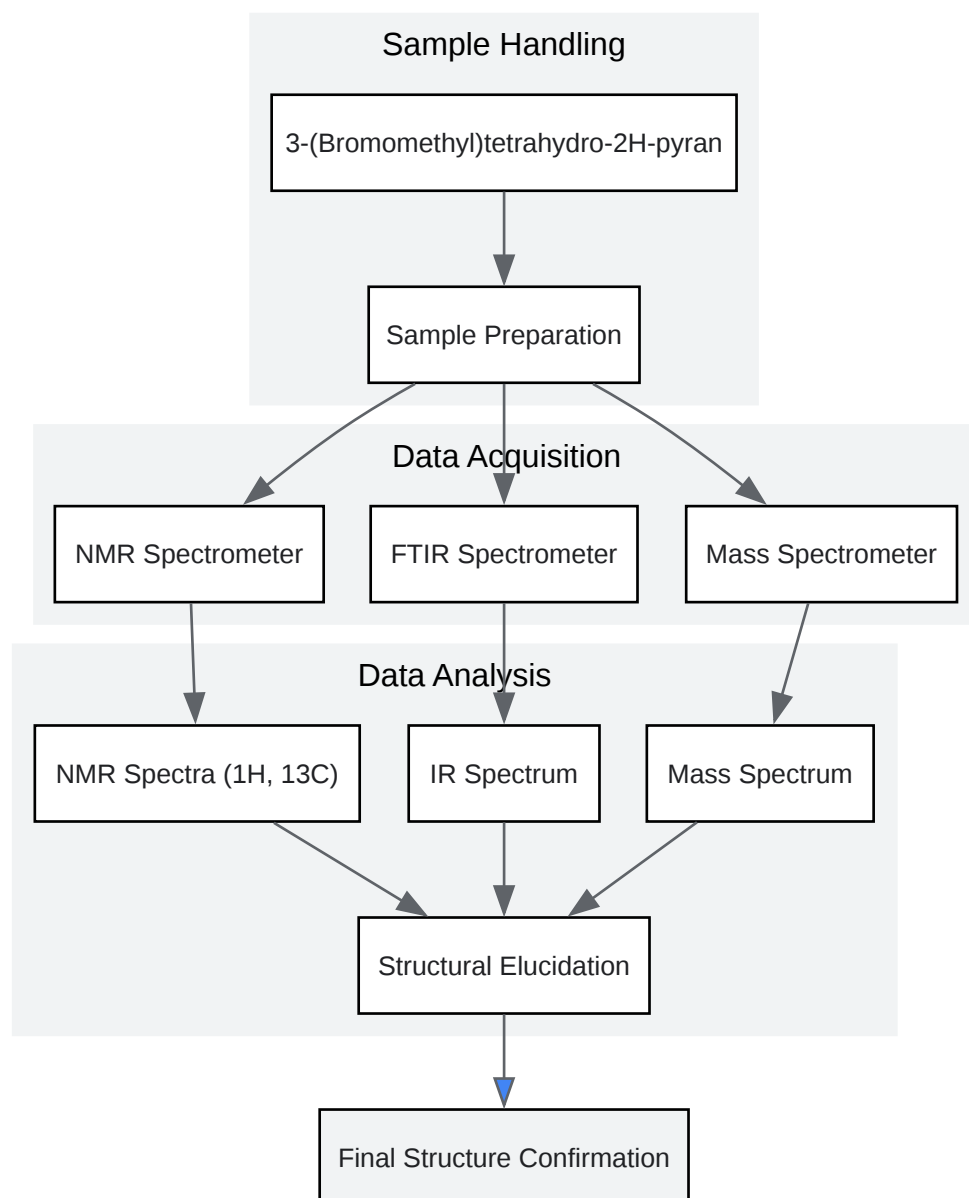 Sample Handling
3-(Bromomethyl)tetrahydro-2H-pyran
Sample Preparation
Data Acquisition
NMR Spectrometer
FTIR Spectrometer
Mass Spectrometer
Data Analysis
NMR Spectra (1H, 13C)
IR Spectrum
Mass Spectrum
Structural Elucidation
Final Structure Confirmation